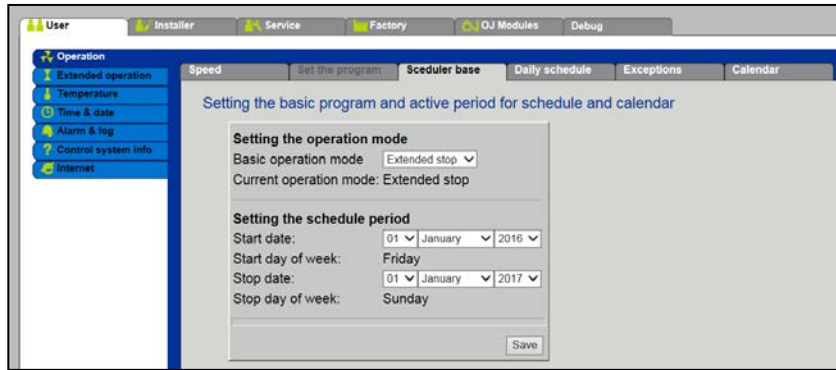 User Installer Service Factory OJ Modules Debug
Operation
Extended operation
Temperature
Time & date
Alarm & log
Control system info
Internet
Speed Set the program Sceduler base Daily schedule Exceptions Calendar
Setting the basic program and active period for schedule and calendar
Setting the operation mode
Basic operation mode Extended stop
Current operation mode: Extended stop
Setting the schedule period
Start date: 01 January 2016
Start day of week: Friday
Stop date: 01 January 2017
Stop day of week: Sunday
Save